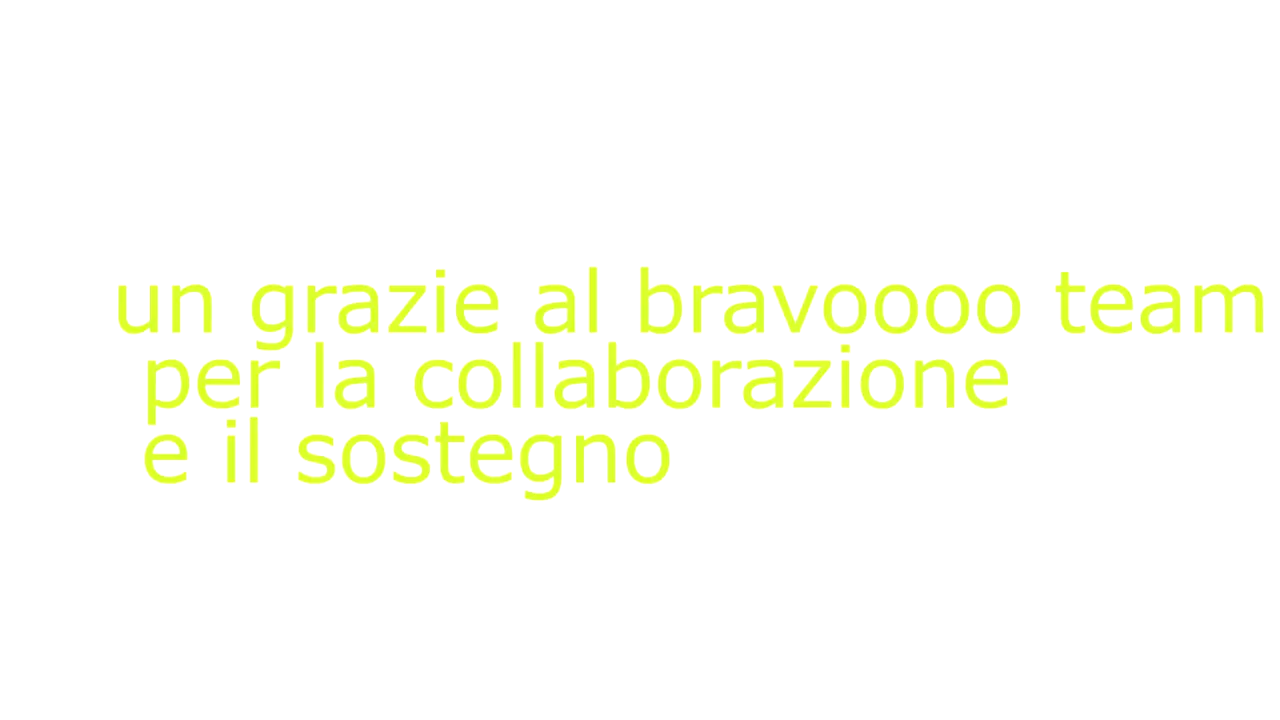 un grazie al bravoooo team
per la collaborazione
e il sostegno